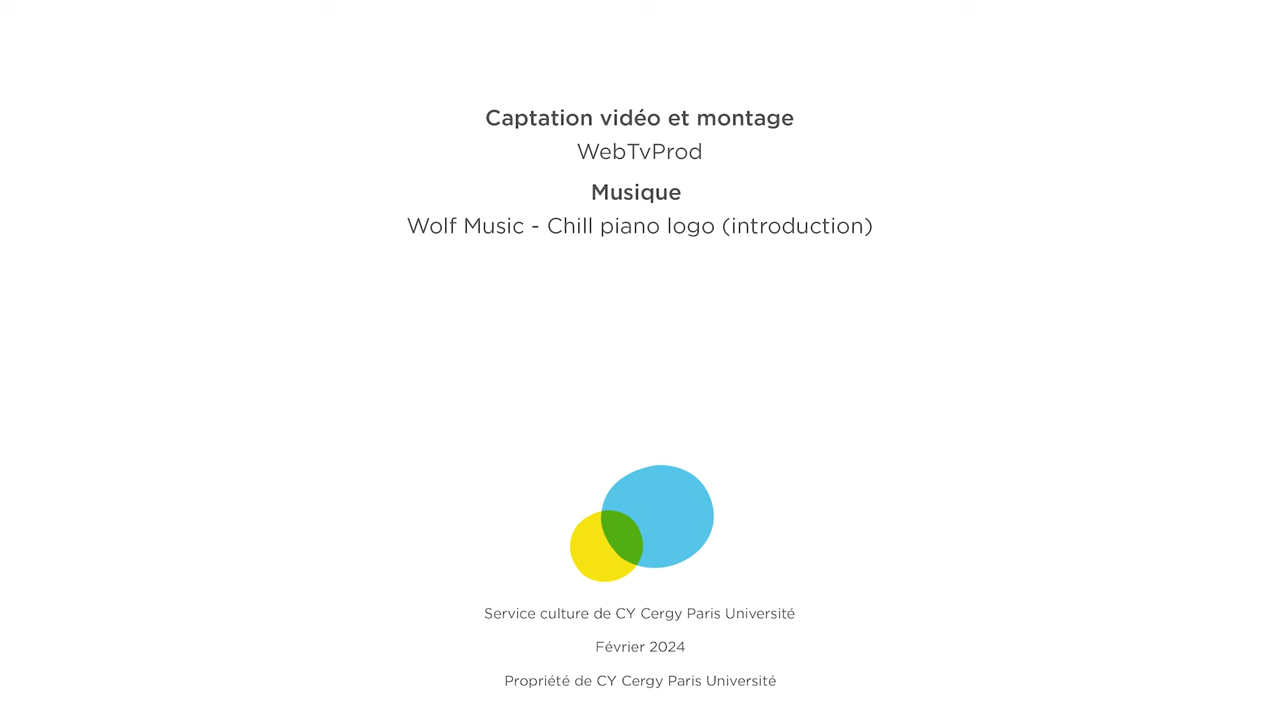 Captation vidéo et montage
WebTvProd
Musique
Wolf Music - Chill piano logo (introduction)
Service culture de CY Cergy Paris Université
Février 2024
Propriété de CY Cergy Paris Université